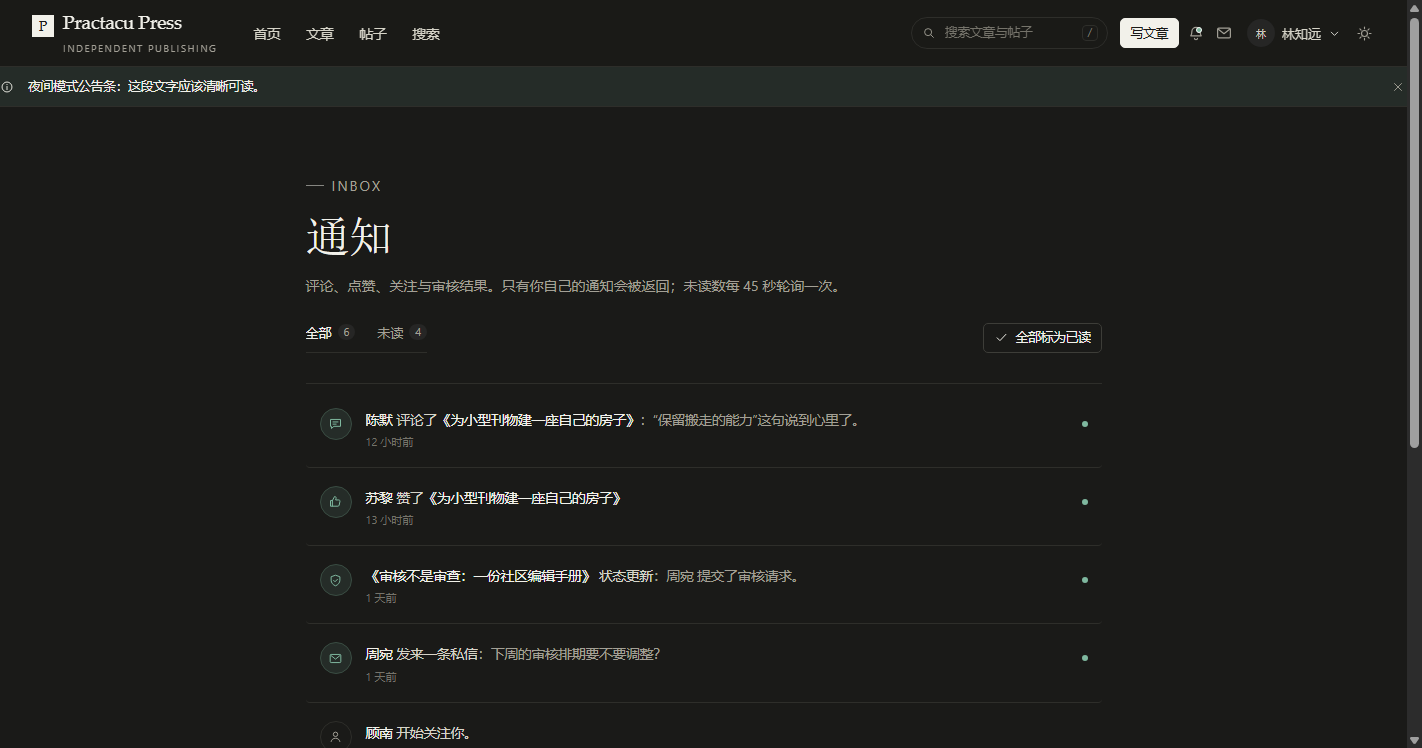 P Practacu Press
INDEPENDENT PUBLISHING
首页 文章 帖子 搜索
搜索文章与帖子 /
写文章
林 林知远
夜间模式公告条：这段文字应该清晰可读。
INBOX
通知
评论、点赞、关注与审核结果。只有你自己的通知会被返回；未读数每 45 秒轮询一次。
全部 6 未读 4
全部标为已读
陈默 评论了《为小型刊物建一座自己的房子》：“保留搬走的能力”这句说到心里了。
12 小时前
苏黎 赞了《为小型刊物建一座自己的房子》
13 小时前
《审核不是审查：一份社区编辑手册》 状态更新：周宛 提交了审核请求。
1 天前
周宛 发来一条私信：下周的审核排期要不要调整？
1 天前
顾南 开始关注你。